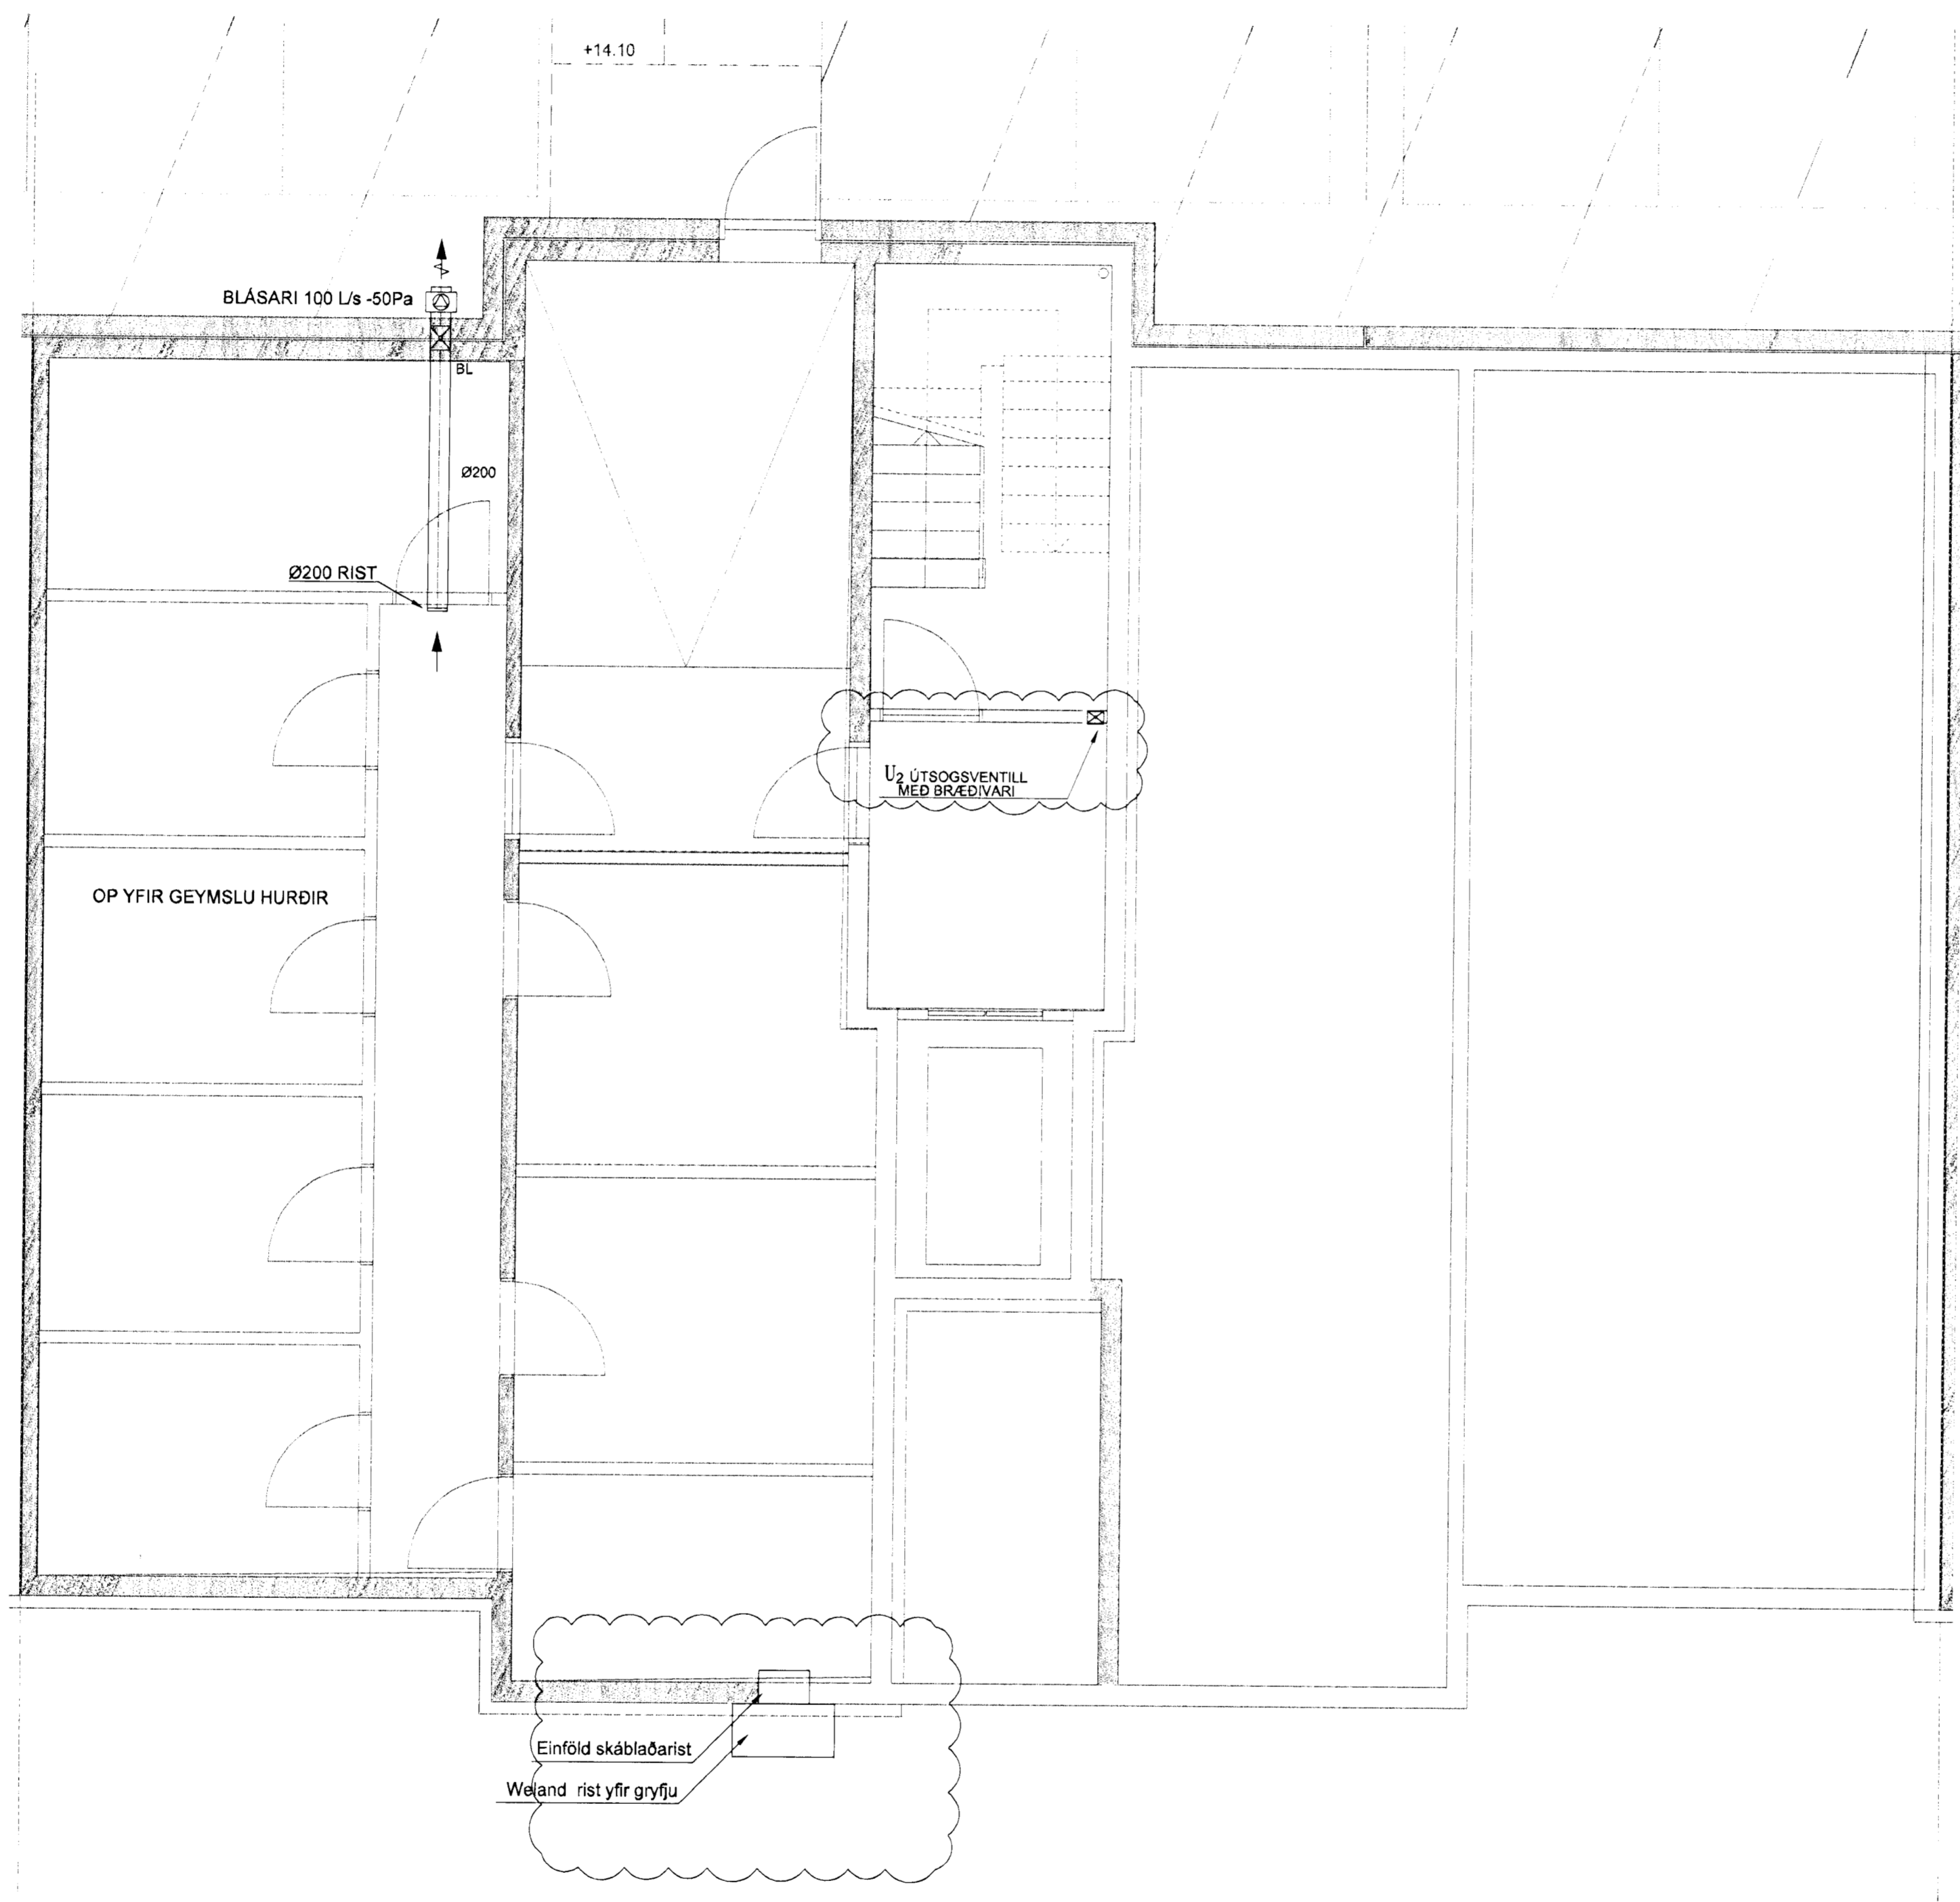 +14.10
BLÁSARI 100 L/s -50Pa
BL
Ø200
Ø200 RIST
U2 ÚTSOGSVENTILL
MEÐ BRÆÐIVARI
OP YFIR GEYMSLU HURÐIR
Einföld skáblaðarist
Weland rist yfir gryfju